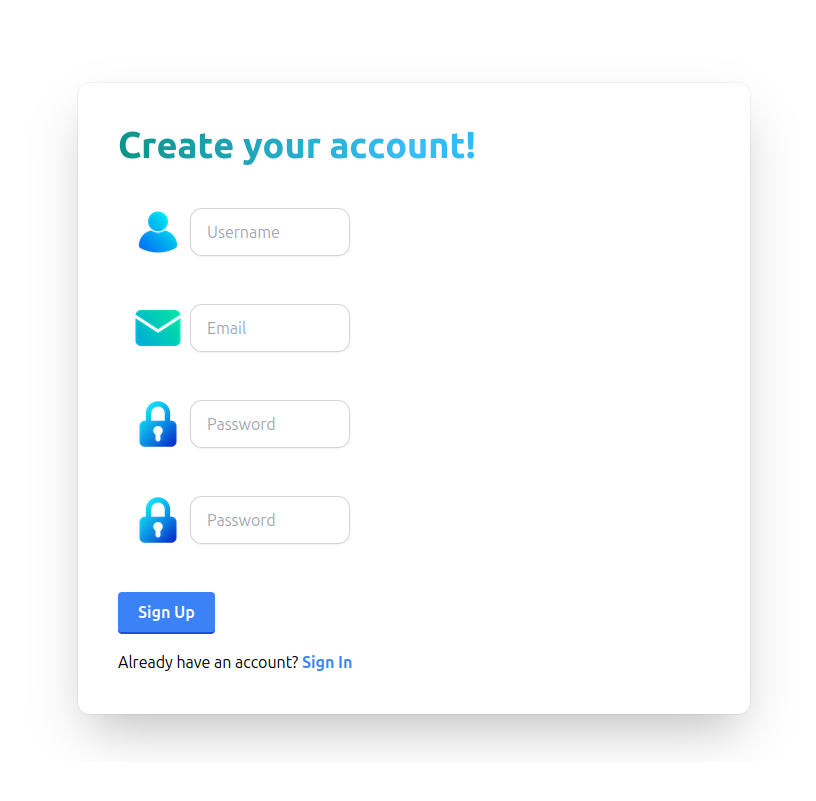 Create your account!
Username
Email
Password
Password
Sign Up
Already have an account? Sign In